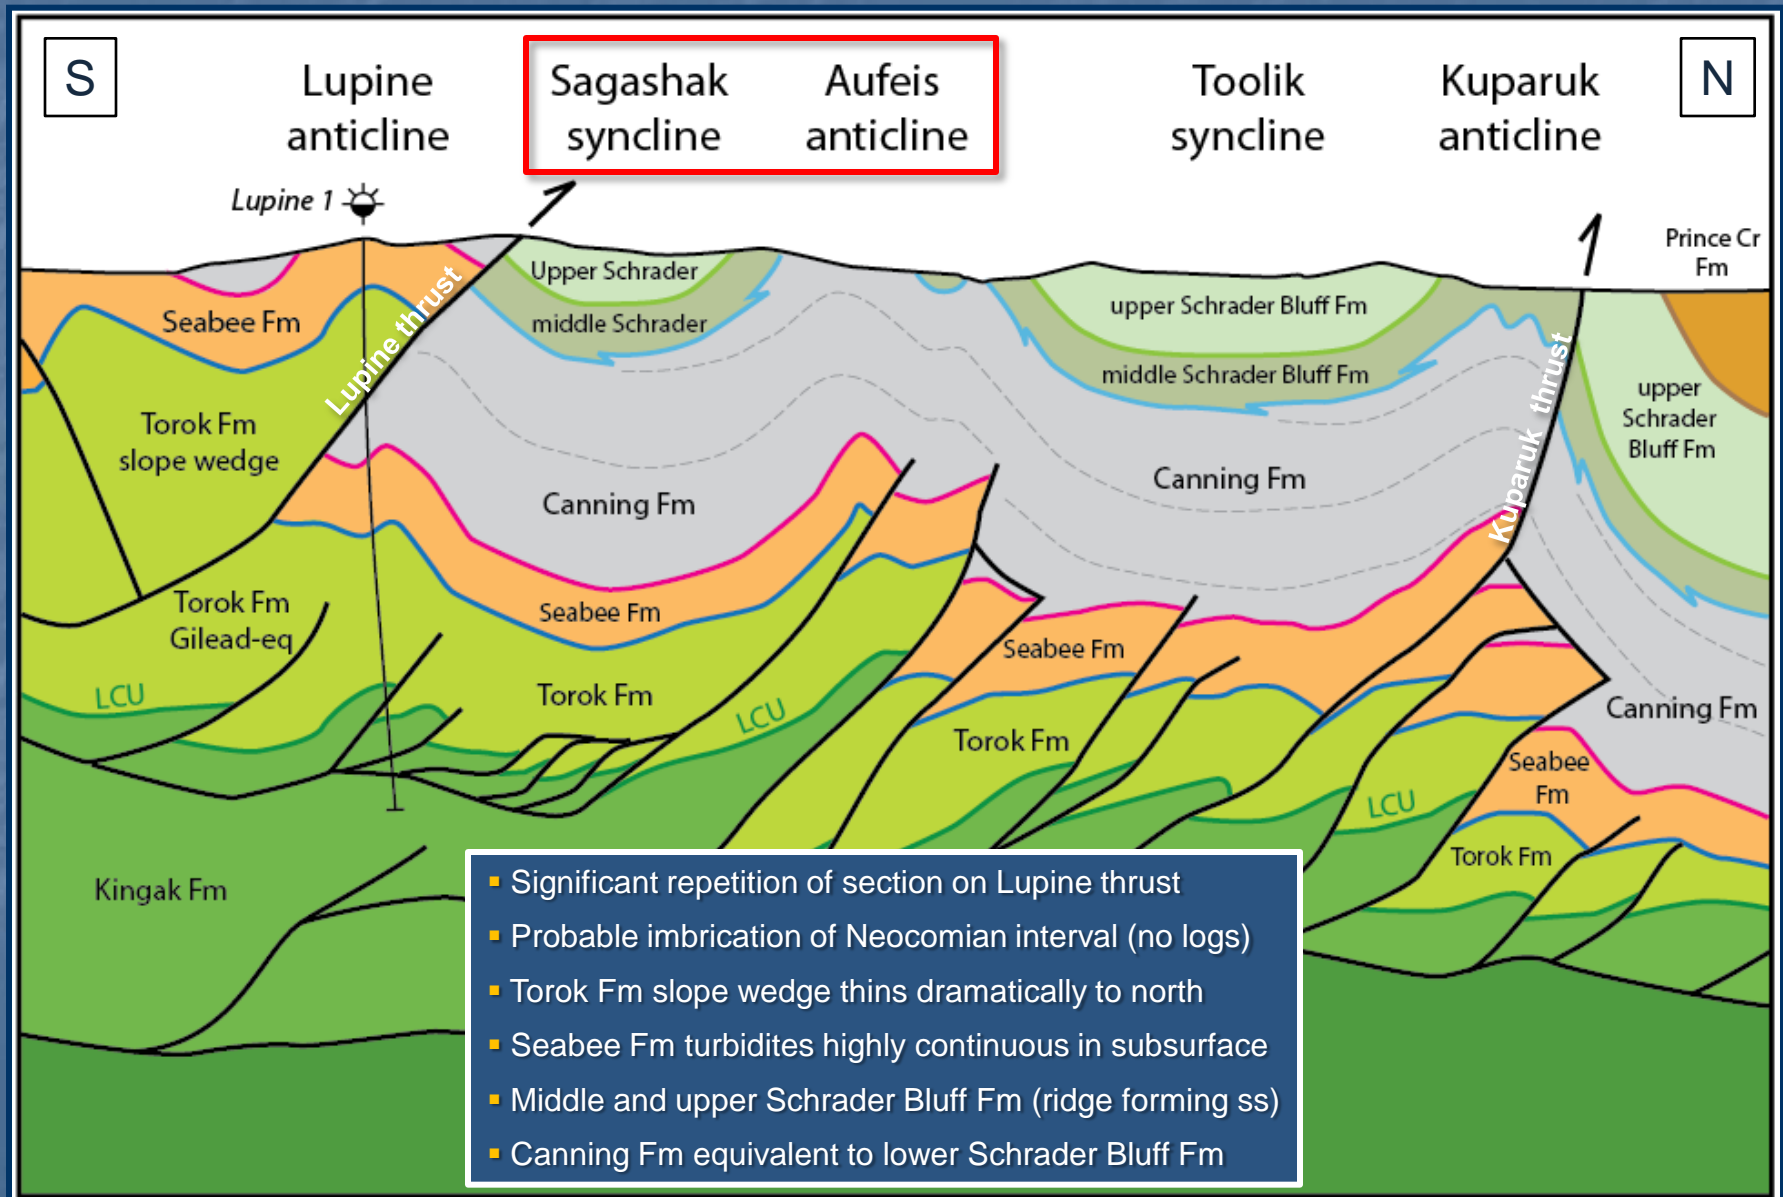 S
Lupine
anticline
Sagashak
syncline
Aufeis
anticline
Toolik
syncline
Kuparuk
anticline
N
Lupine 1
Prince Cr
Fm
Seabee Fm
Lupine thrust
Upper Schrader
middle Schrader
upper Schrader Bluff Fm
middle Schrader Bluff Fm
Kuparuk thrust
upper
Schrader
Bluff Fm
Torok Fm
slope wedge
Canning Fm
Canning Fm
Torok Fm
Gilead-eq
Seabee Fm
Seabee Fm
LCU
Torok Fm
LCU
Torok Fm
Canning Fm
Seabee
Fm
LCU
Torok Fm
Kingak Fm
▪ Significant repetition of section on Lupine thrust
▪ Probable imbrication of Neocomian interval (no logs)
▪ Torok Fm slope wedge thins dramatically to north
▪ Seabee Fm turbidites highly continuous in subsurface
▪ Middle and upper Schrader Bluff Fm (ridge forming ss)
▪ Canning Fm equivalent to lower Schrader Bluff Fm